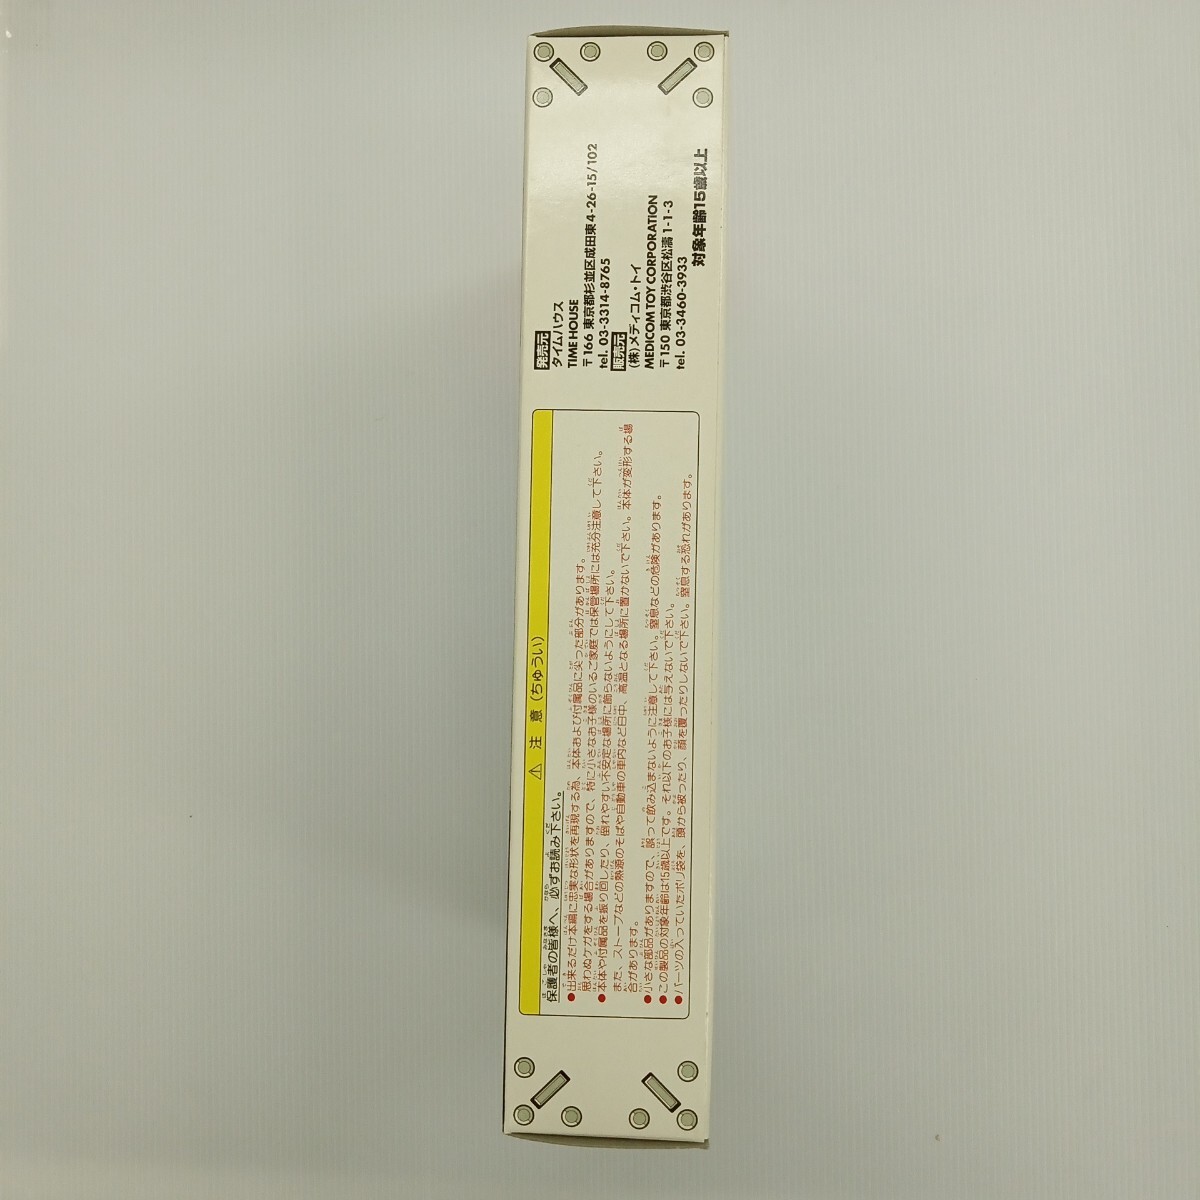 ⚠ 注 意 (ちゅうい)
保護者の皆様へ、必ずお読み下さい。
●出来るだけ本編に忠実な形状を再現する為、本体および付属品に尖った部分があります。
思わぬケガをする場合がありますので、特に小さなお子様のいるご家庭では保管場所には充分注意して下さい。
●本体や付属品を振り回したり、倒れやすい不安定な場所に飾らないようにして下さい。
また、ストーブなどの熱源のそばや自動車の車内など日中、高温となる場所に置かないで下さい。本体が変形する場
合があります。
●小さな部品がありますので、誤って飲み込まないように注意して下さい。窒息などの危険があります。
●この製品の対象年齢は15歳以上です。それ以下のお子様には与えないで下さい。
●パーツの入っていたポリ袋を、頭から被ったり、顔を覆ったりしないで下さい。窒息する恐れがあります。
発売元
タイムハウス
TIME HOUSE
〒166 東京都杉並区成田東4-26-15/102
tel. 03-3314-8765
販売元
(株)メディコム・トイ
MEDICOM TOY CORPORATION
〒150 東京都渋谷区松濤1-1-3
tel. 03-3460-3933
対象年齢15歳以上